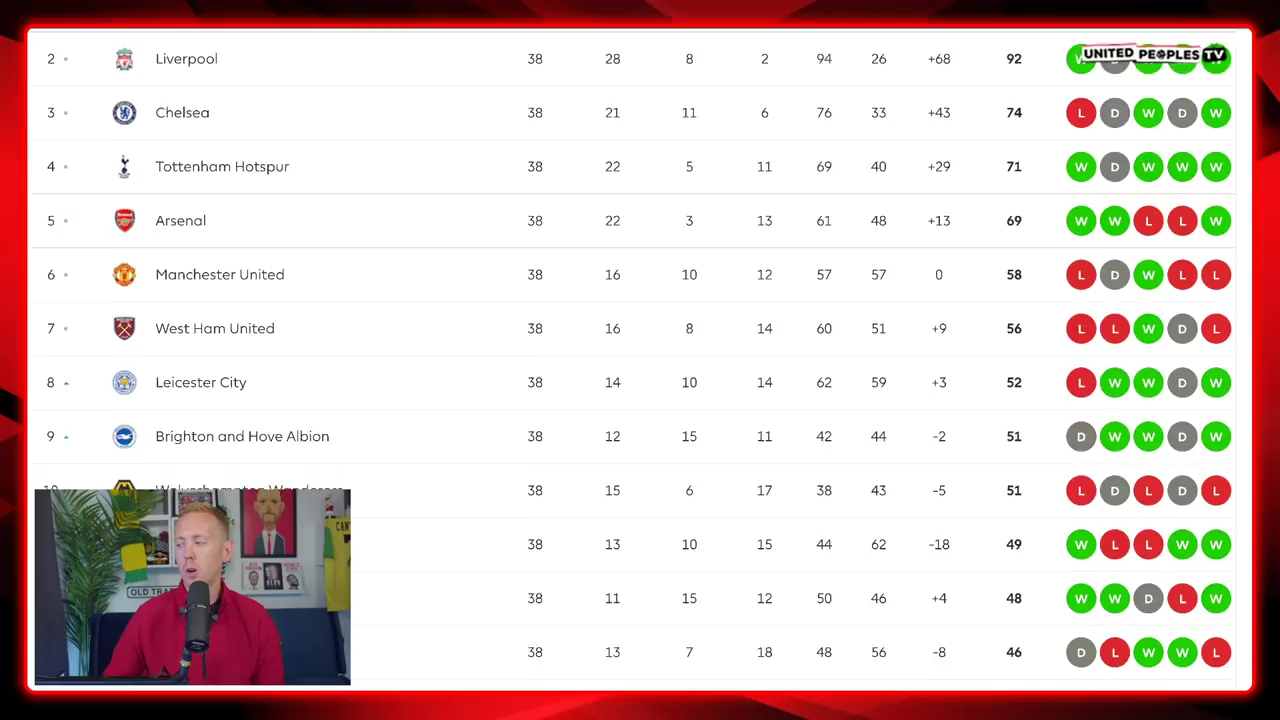 2 Liverpool 38 28 8 2 94 26 +68 92
UNITED PEOPLES TV
3 Chelsea 38 21 11 6 76 33 +43 74 L D W D W
4 Tottenham Hotspur 38 22 5 11 69 40 +29 71 W D W W W
5 Arsenal 38 22 3 13 61 48 +13 69 W W L L W
6 Manchester United 38 16 10 12 57 57 0 58 L D W L L
7 West Ham United 38 16 8 14 60 51 +9 56 L L W D L
8 Leicester City 38 14 10 14 62 59 +3 52 L W W D W
9 Brighton and Hove Albion 38 12 15 11 42 44 -2 51 D W W D W
10 Wolverhampton Wanderers 38 15 6 17 38 43 -5 51 L D L D L
38 13 10 15 44 62 -18 49 W L L W W
38 11 15 12 50 46 +4 48 W W D L W
38 13 7 18 48 56 -8 46 D L W W L
CANT
OLD TRA